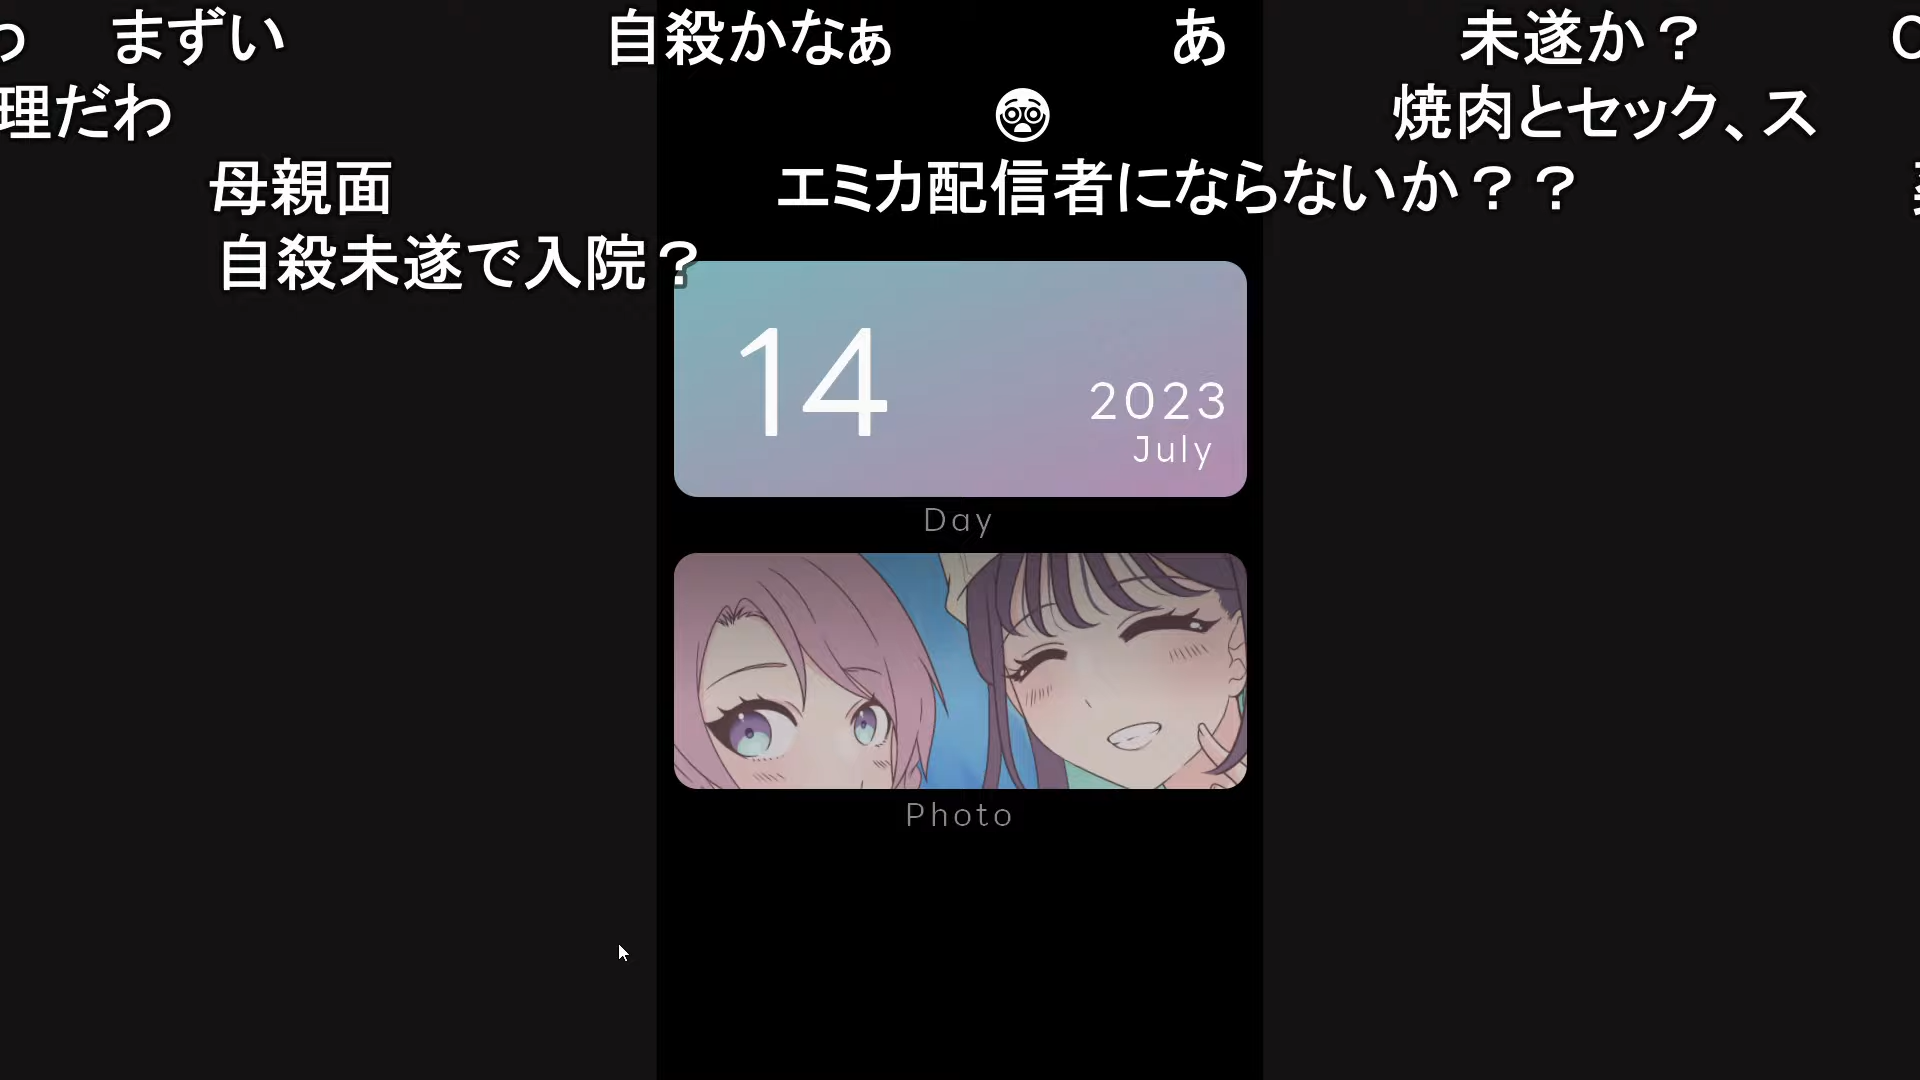 まずい
自殺かなぁ
あ
未遂か？
理だわ
焼肉とセック、ス
母親面
エミカ配信者にならないか？？
自殺未遂で入院？
14
2023
July
Day
Photo